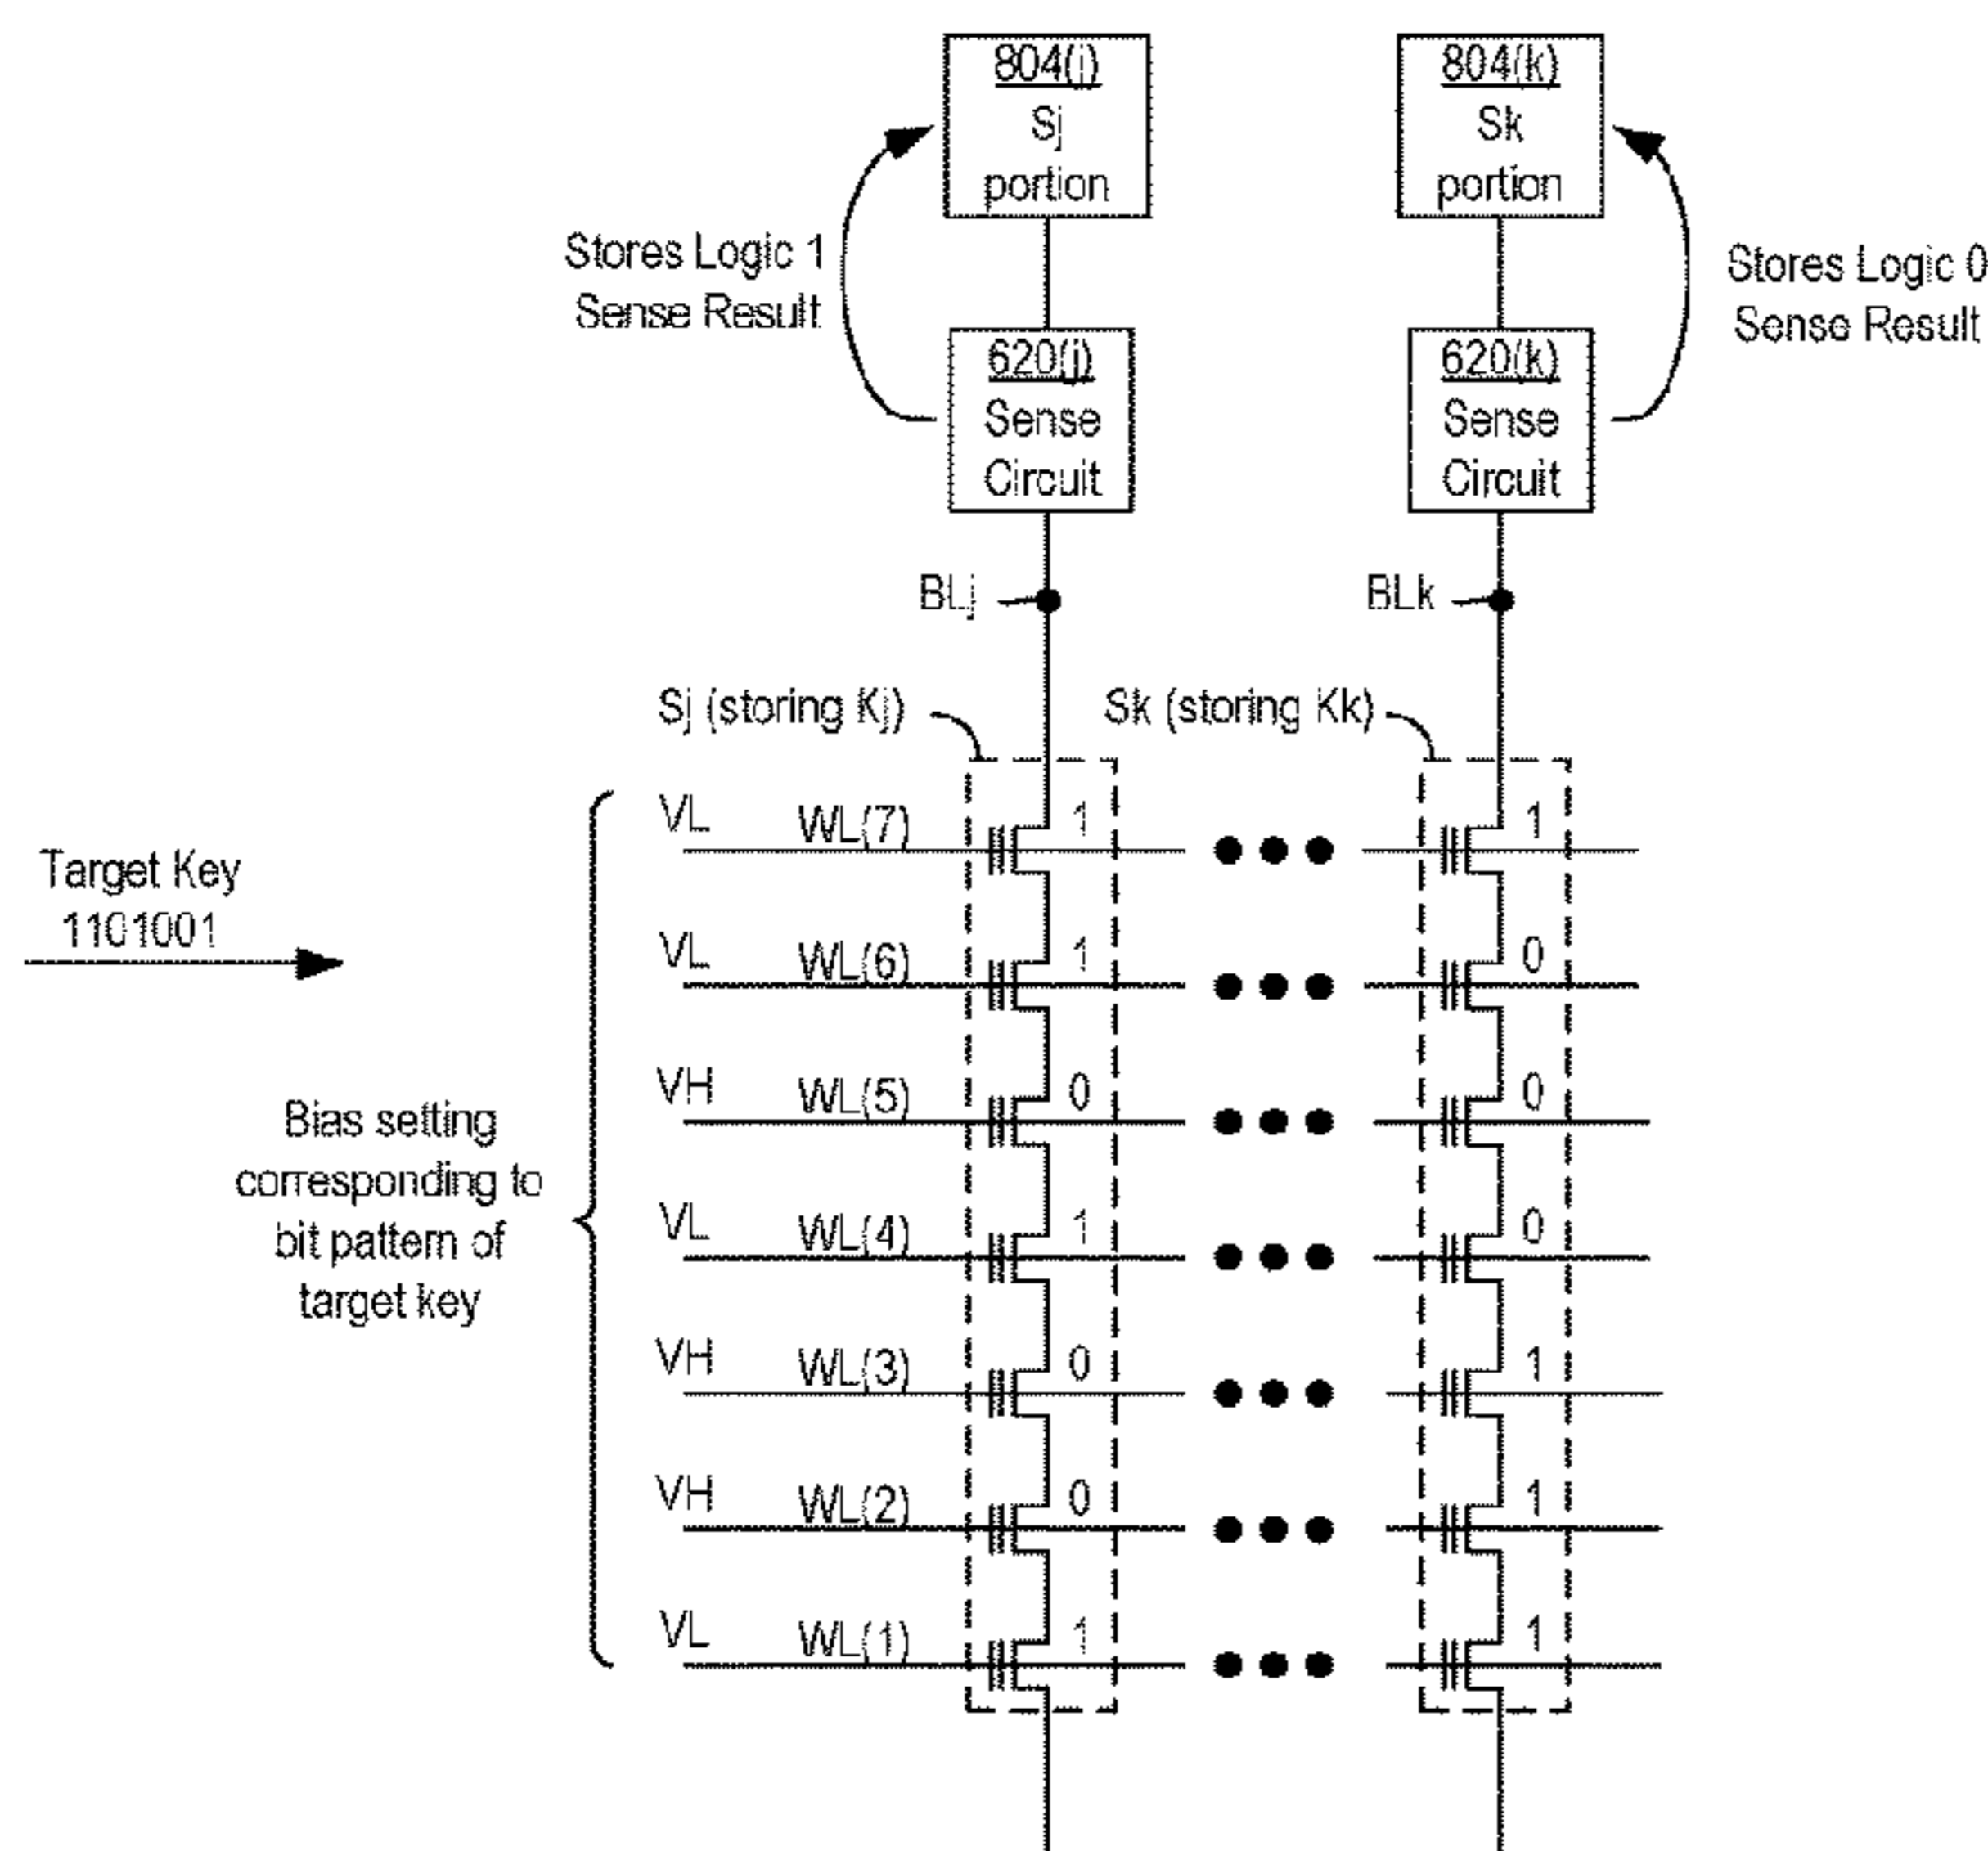 804(j)
Sj
portion
804(k)
Sk
portion
Stores Logic 1
Sense Result
Stores Logic 0
Sense Result
620(j)
Sense
Circuit
620(k)
Sense
Circuit
BLj
BLk
Sj (storing Kj)
Sk (storing Kk)
VL WL(7) 1 1
Target Key
1101001
VL WL(6) 1 0
VH WL(5) 0 0
Bias setting
corresponding to
bit pattern of
target key
VL WL(4) 1 0
VH WL(3) 0 1
VH WL(2) 0 1
VL WL(1) 1 1